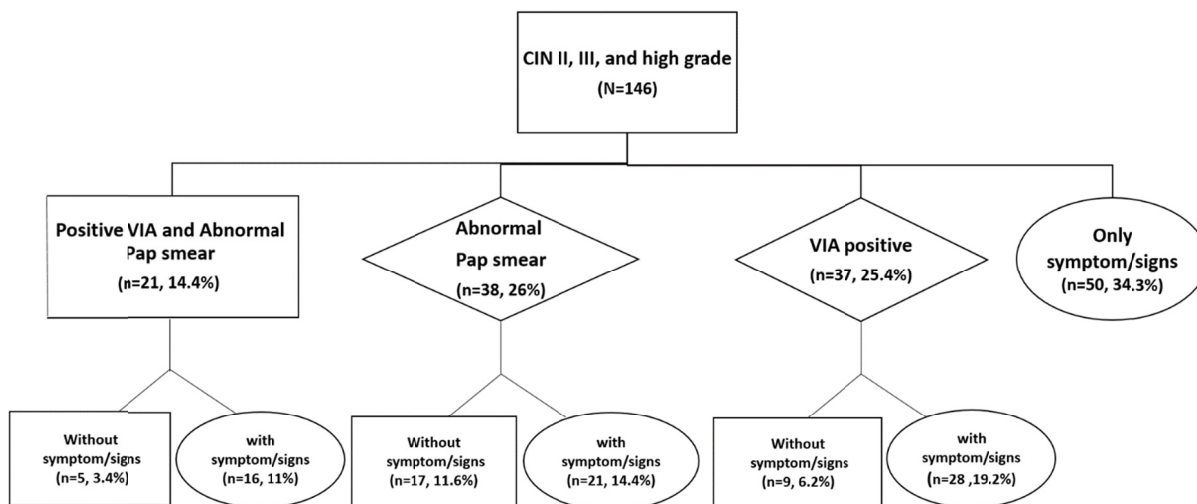 CIN II, III, and high grade
(N=146)
Positive VIA and Abnormal
Pap smear
(n=21, 14.4%)
Abnormal
Pap smear
(n=38, 26%)
VIA positive
(n=37, 25.4%)
Only
symptom/signs
(n=50, 34.3%)
Without
symptom/signs
(n=5, 3.4%)
with
symptom/signs
(n=16, 11%)
Without
symptom/signs
(n=17, 11.6%)
with
symptom/signs
(n=21, 14.4%)
Without
symptom/signs
(n=9, 6.2%)
with
symptom/signs
(n=28 ,19.2%)